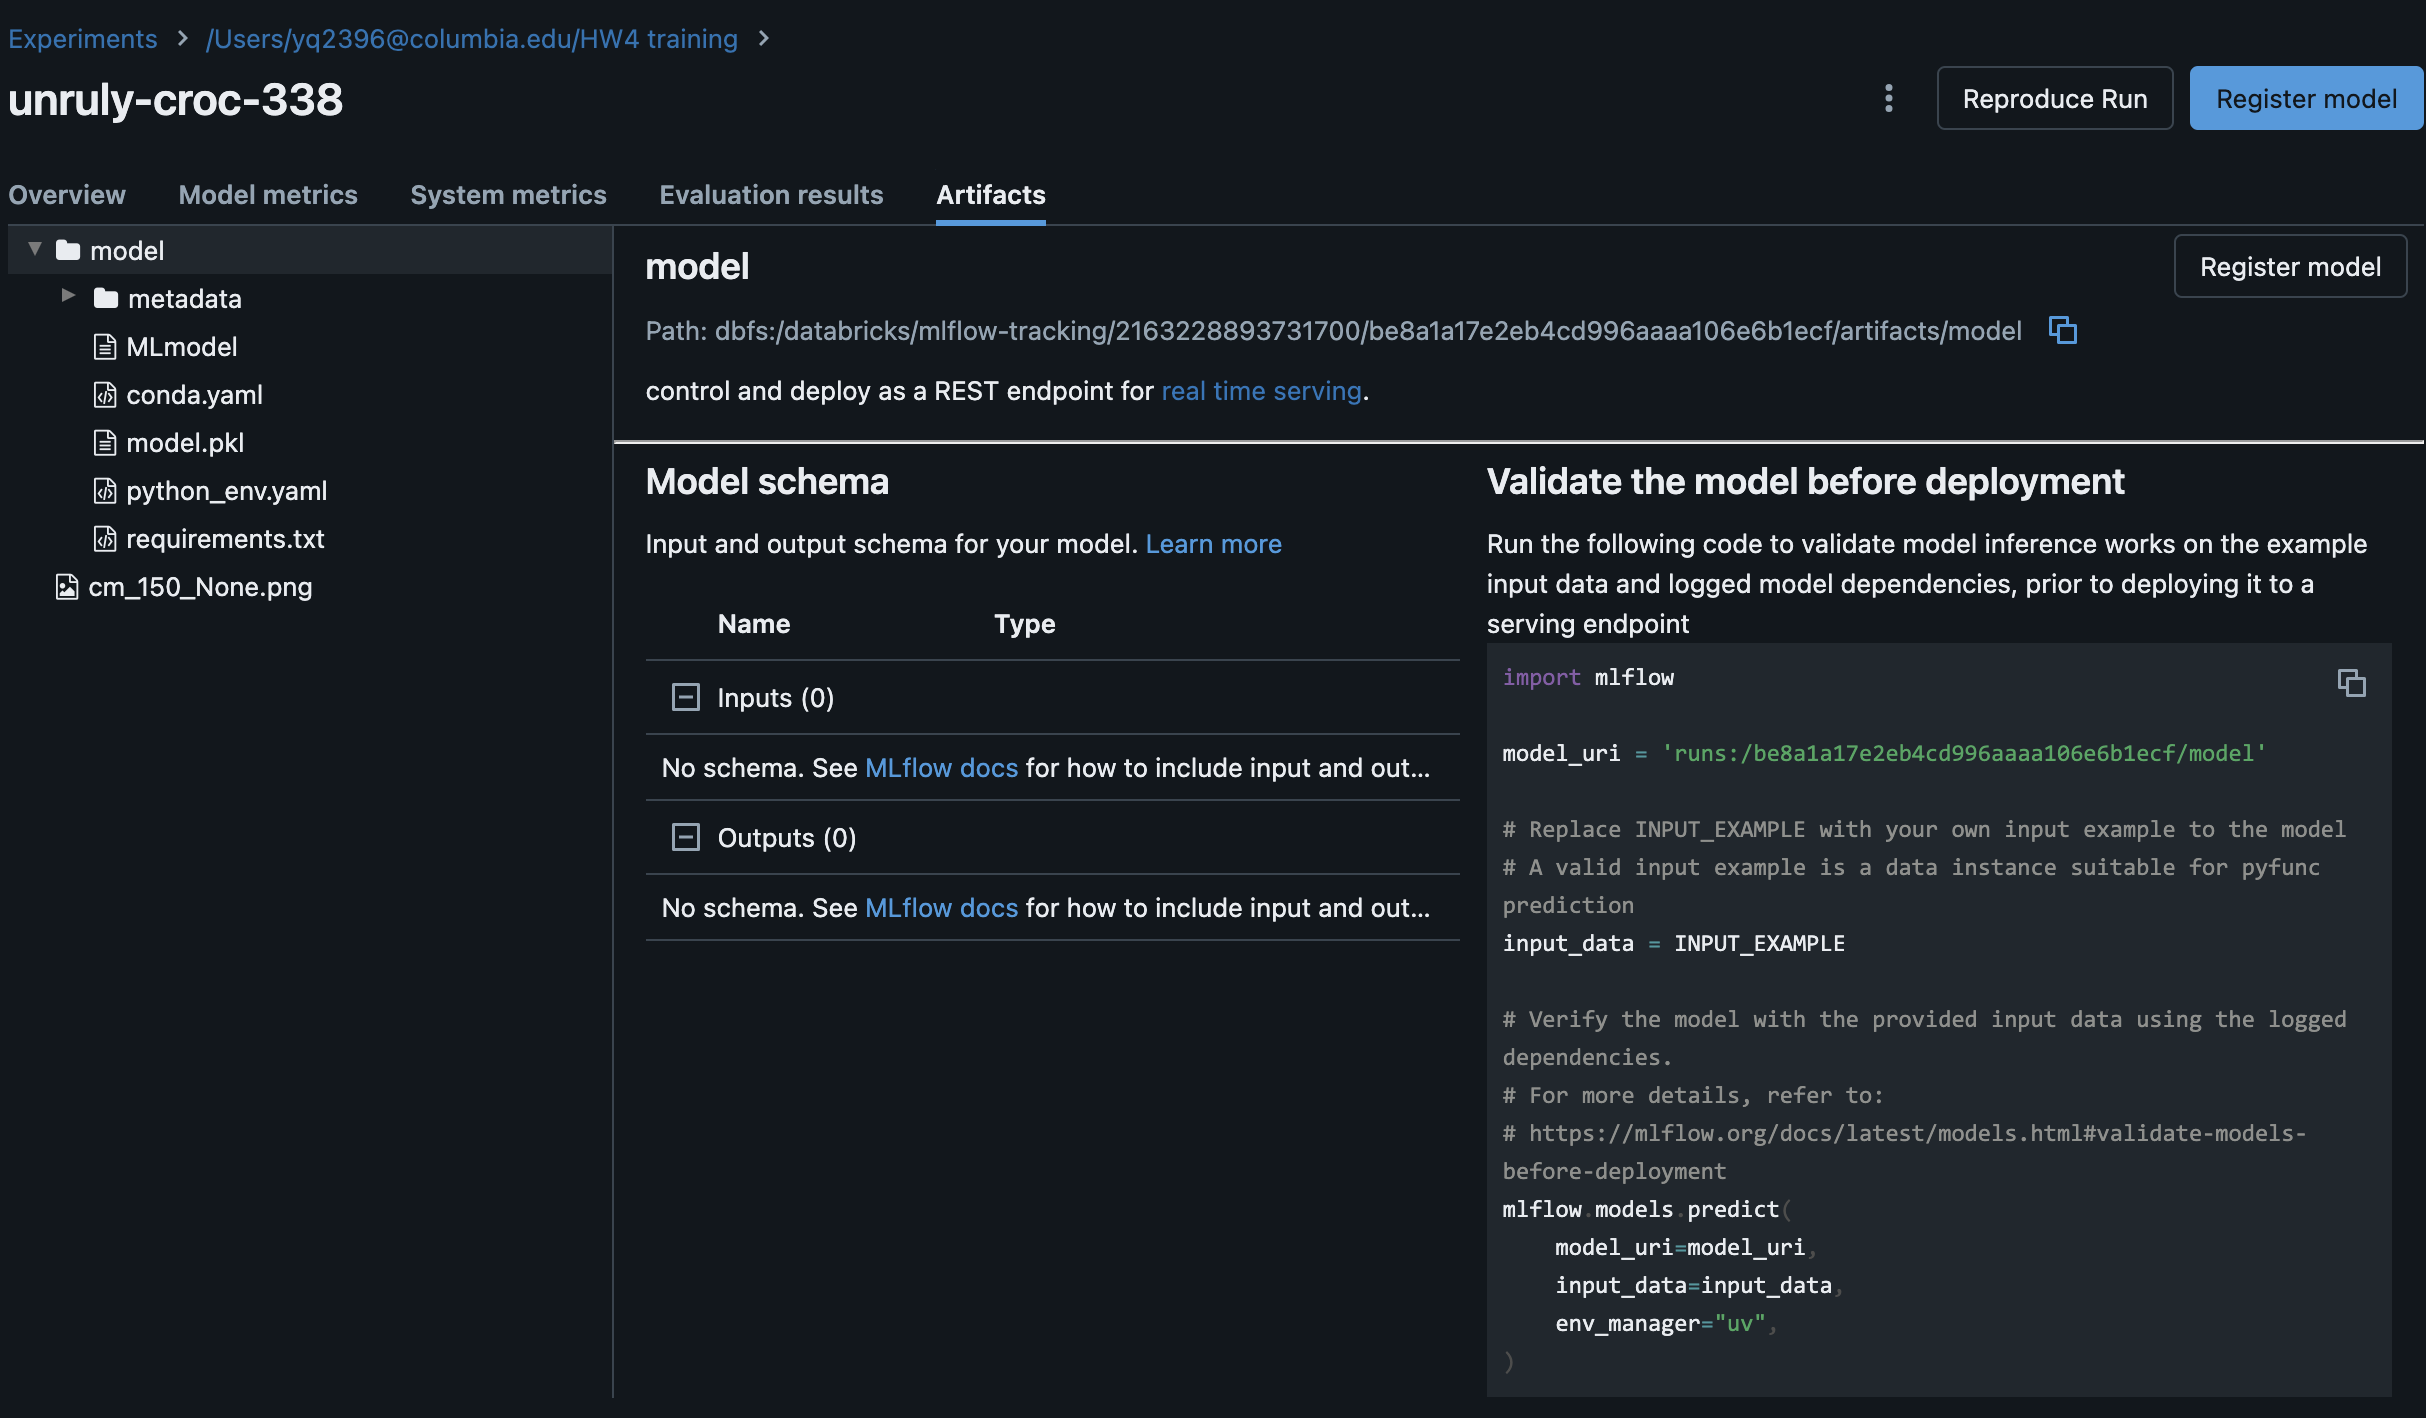 Experiments > /Users/yq2396@columbia.edu/HW4 training >
unruly-croc-338
Reproduce Run
Register model
Overview
Model metrics
System metrics
Evaluation results
Artifacts
model
metadata
MLmodel
conda.yaml
model.pkl
python_env.yaml
requirements.txt
cm_150_None.png
model
Register model
Path: dbfs:/databricks/mlflow-tracking/2163228893731700/be8a1a17e2eb4cd996aaaa106e6b1ecf/artifacts/model
control and deploy as a REST endpoint for real time serving.
Model schema
Input and output schema for your model. Learn more
Name Type
Inputs (0)
No schema. See MLflow docs for how to include input and out...
Outputs (0)
No schema. See MLflow docs for how to include input and out...
Validate the model before deployment
Run the following code to validate model inference works on the example
input data and logged model dependencies, prior to deploying it to a
serving endpoint
import mlflow
model_uri = 'runs:/be8a1a17e2eb4cd996aaaa106e6b1ecf/model'
# Replace INPUT_EXAMPLE with your own input example to the model
# A valid input example is a data instance suitable for pyfunc
prediction
input_data = INPUT_EXAMPLE
# Verify the model with the provided input data using the logged
dependencies.
# For more details, refer to:
# https://mlflow.org/docs/latest/models.html#validate-models-
before-deployment
mlflow.models.predict(
model_uri=model_uri,
input_data=input_data,
env_manager="uv",
)